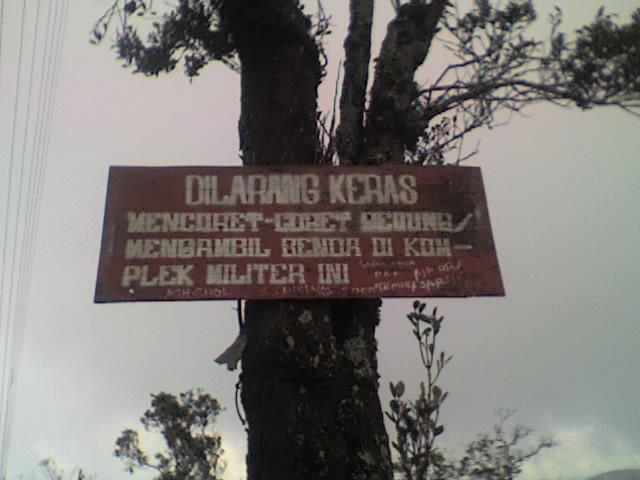 DILARANG KERAS
MENCORET-CORET GEDUNG/
MENGAMBIL BENDA DI KOM-
PLEK MILITER INI